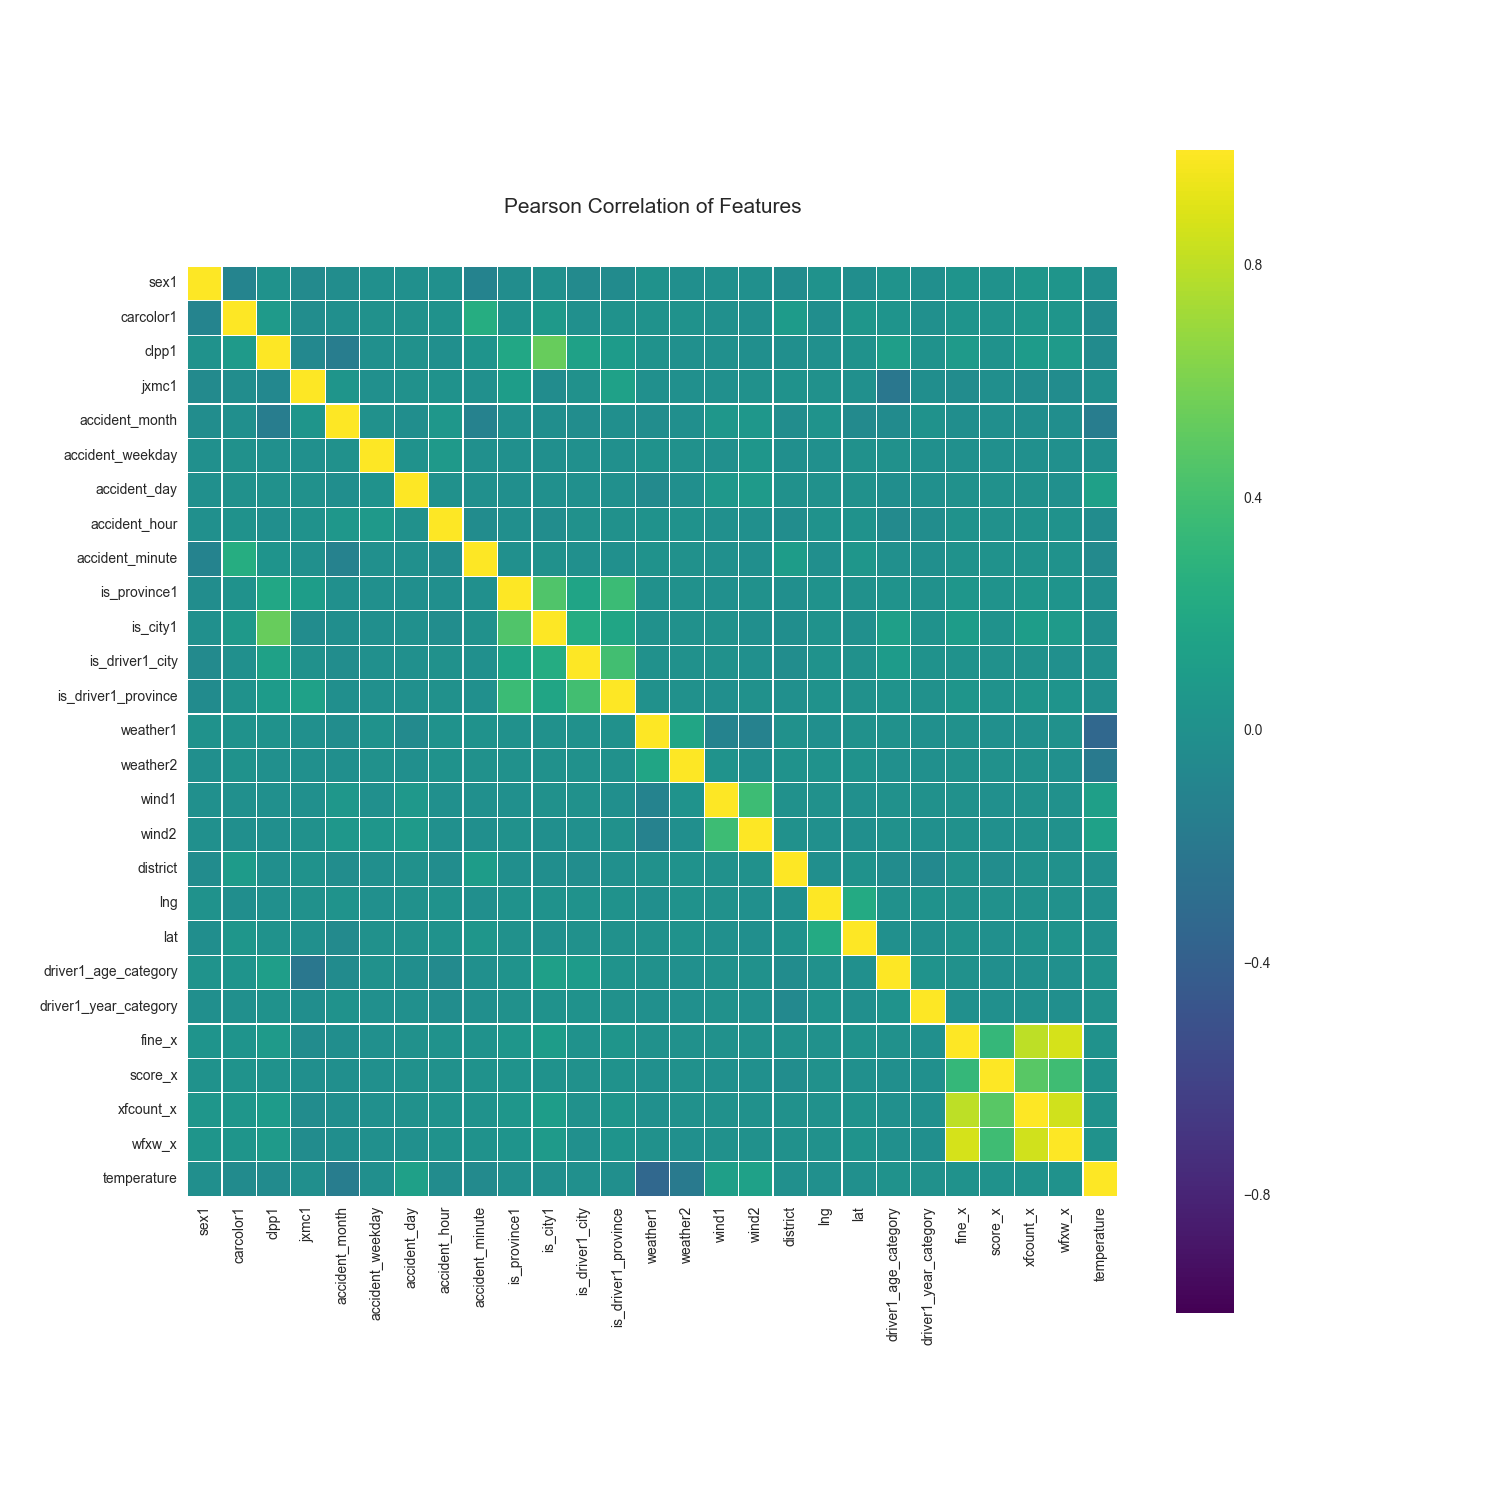 Pearson Correlation of Features
sex1
carcolor1
clpp1
jxmc1
accident_month
accident_weekday
accident_day
accident_hour
accident_minute
is_province1
is_city1
is_driver1_city
is_driver1_province
weather1
weather2
wind1
wind2
district
lng
lat
driver1_age_category
driver1_year_category
fine_x
score_x
xfcount_x
wfxw_x
temperature
sex1
carcolor1
clpp1
jxmc1
accident_month
accident_weekday
accident_day
accident_hour
accident_minute
is_province1
is_city1
is_driver1_city
is_driver1_province
weather1
weather2
wind1
wind2
district
lng
lat
driver1_age_category
driver1_year_category
fine_x
score_x
xfcount_x
wfxw_x
temperature
0.8
0.4
0.0
−0.4
−0.8